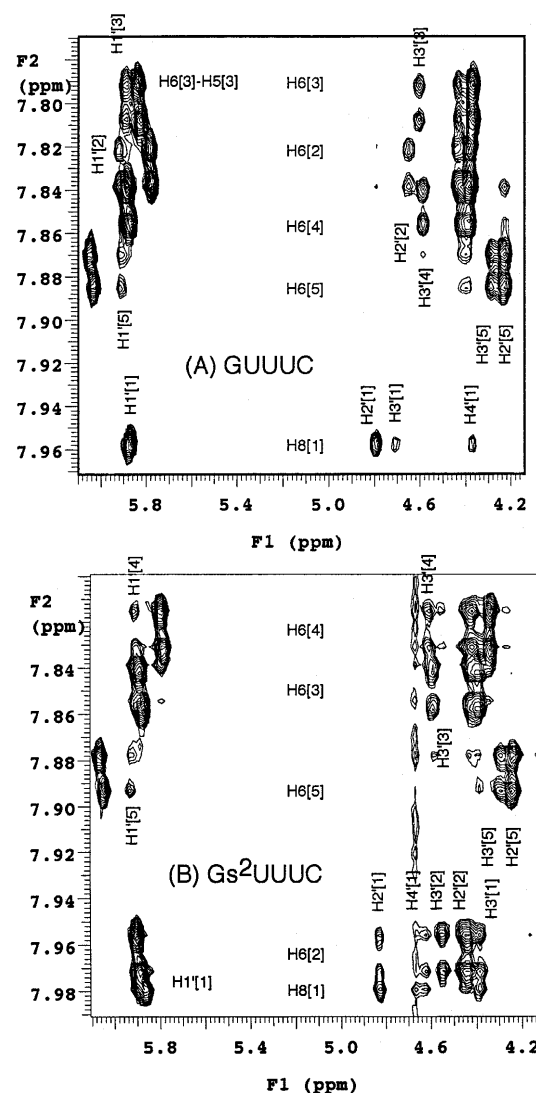 H1'[3]
H3'[3]
F2
(ppm)
H6[3]-H5[3]
H6[3]
7.80
H1'[2]
7.82
H6[2]
7.84
H2'[2]
7.86
H6[4]
H3'[4]
7.88
H6[5]
7.90
H1'[5]
H3'[5]
H2'[5]
7.92
(A) GUUUC
H1'[1]
H2'[1]
H3'[1]
H4'[1]
7.94
7.96
H8[1]
5.8 5.4 5.0 4.6 4.2
F1 (ppm)
H1'[4]
H3'[4]
F2
(ppm)
H6[4]
7.84
H6[3]
7.86
H3'[3]
7.88
H6[5]
7.90
H1'[5]
H3'[5]
H2'[5]
7.92
(B) Gs²UUUC
H2'[1]
H4'[1]
H3'[2]
H2'[2]
H3'[1]
7.94
7.96
H6[2]
H1'[1]
7.98
H8[1]
5.8 5.4 5.0 4.6 4.2
F1 (ppm)